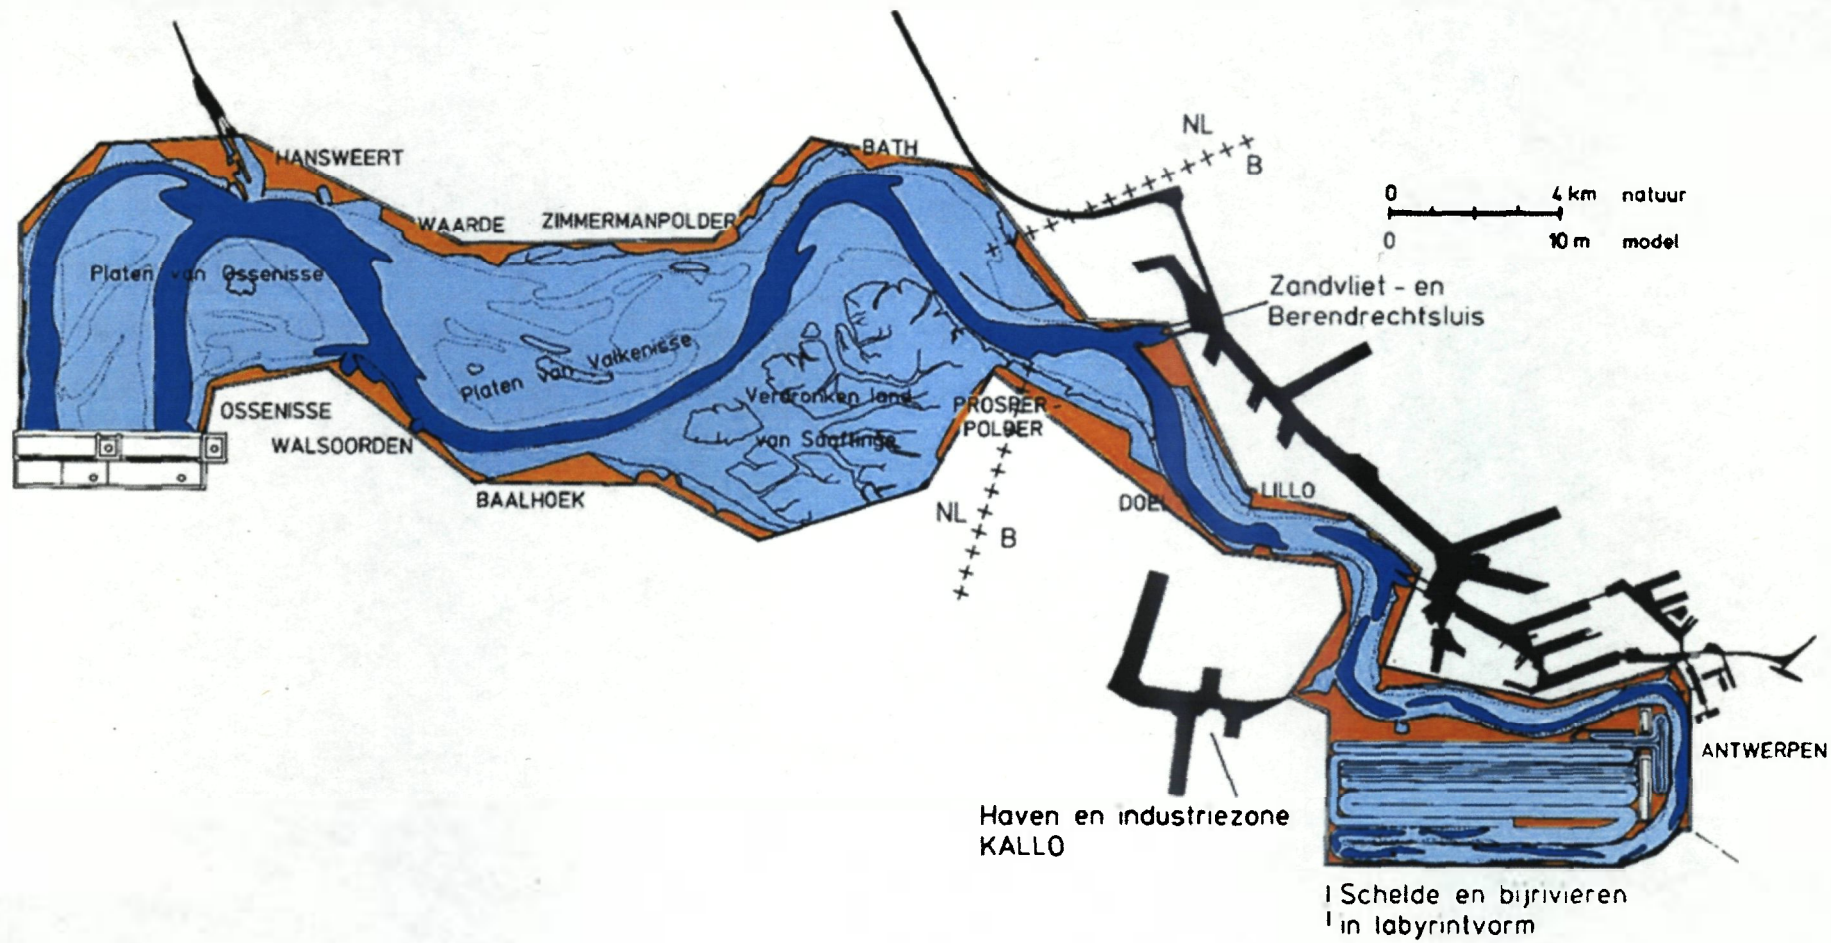 HANSWEERT
BATH
NL
B
0 4 km natuur
0 10 m model
WAARDE
ZIMMERMANPOLDER
Platen van Ossenisse
Zandvliet - en
Berendrechtsluis
Platen van Valkenisse
Verdronken land
van Saaftinge
PROSPER-
POLDER
OSSENISSE
WALSOORDEN
BAALHOEK
NL
B
DOEL
LILLO
ANTWERPEN
Haven en industriezone
KALLO
Schelde en bijrivieren
in labyrintvorm